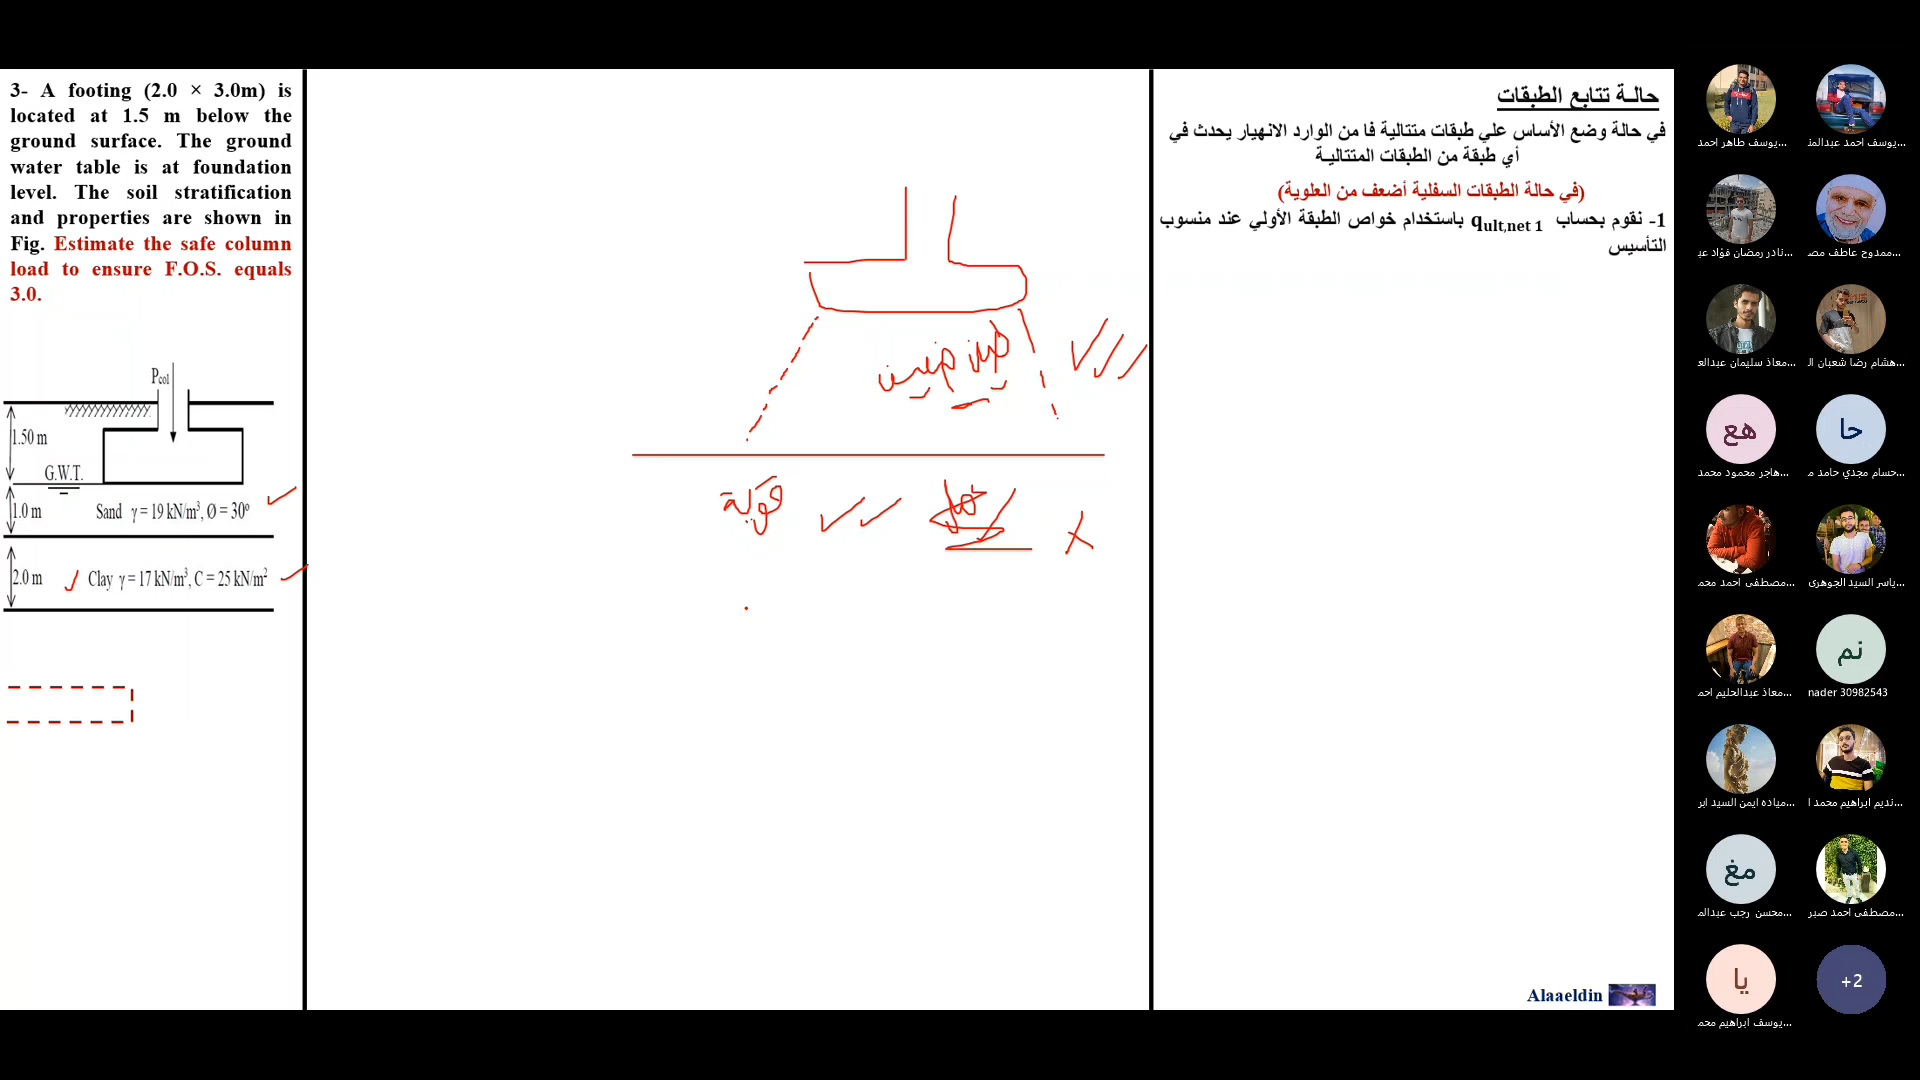 3- A footing (2.0 × 3.0m) is
located at 1.5 m below the
ground surface. The ground
water table is at foundation
level. The soil stratification
and properties are shown in
Fig. Estimate the safe column
load to ensure F.O.S. equals
3.0.
Pcol
1.50 m
G.W.T.
1.0 m
Sand γ = 19 kN/m³, Ø = 30º
2.0 m
Clay γ = 17 kN/m³, C = 25 kN/m²
قوية
حالة تتابع الطبقات
في حالة وضع الأساس علي طبقات متتالية فا من الوارد الانهيار يحدث في
أي طبقة من الطبقات المتتالية
(في حالة الطبقات السفلية أضعف من العلوية)
1- نقوم بحساب qult,net 1 باستخدام خواص الطبقة الأولي عند منسوب
التأسيس
Alaaeldin
يوسف طاهر احمد...
يوسف احمد عبدالمن...
نادر رمضان فؤاد عبد...
ممدوح عاطف مص...
معاذ سليمان عبدالع...
هشام رضا شعبان ال...
هع
حا
هاجر محمود محمد...
حسام مجدي حامد م...
مصطفى احمد محم...
ياسر السيد الجوهرى...
نم
معاذ عبدالحليم احم...
nader 30982543
مياده ايمن السيد ابر...
نديم ابراهيم محمد ا...
مغ
محسن رجب عبدالم...
مصطفى احمد صبر...
يا
+2
يوسف ابراهيم محم...